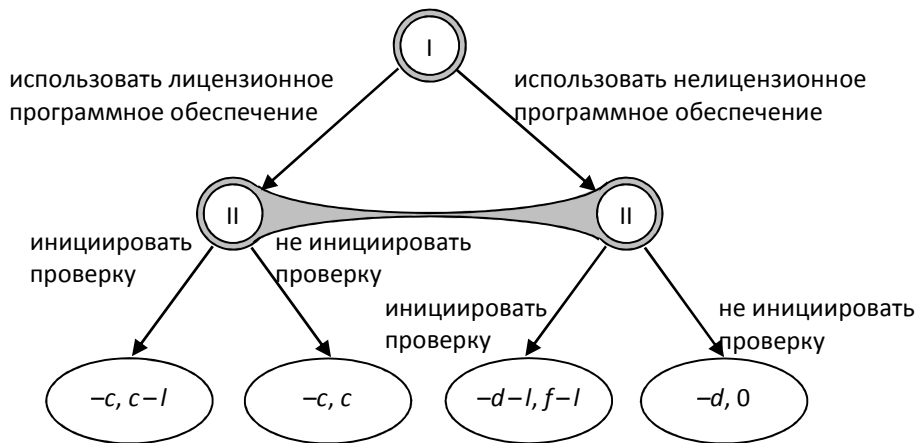 I
использовать лицензионное
программное обеспечение
использовать нелицензионное
программное обеспечение
II
II
инициировать
проверку
не инициировать
проверку
инициировать
проверку
не инициировать
проверку
–c, c–l
–c, c
–d–l, f–l
–d, 0